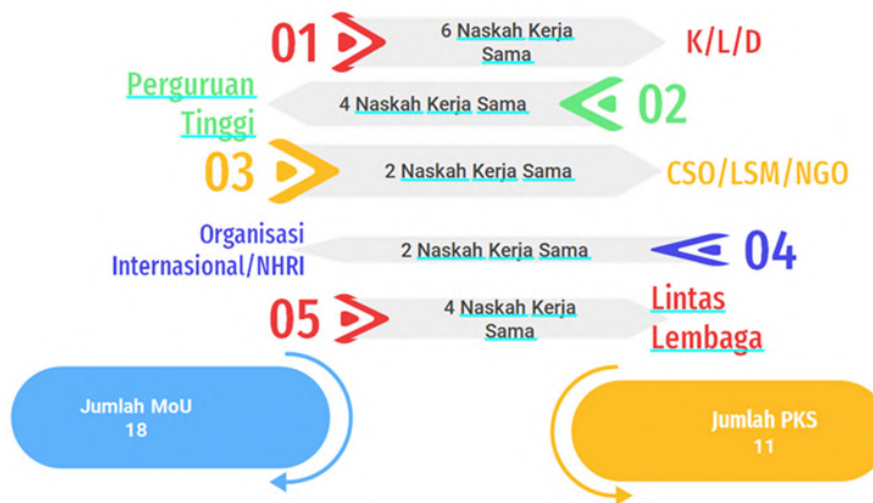 01
6 Naskah Kerja
Sama
K/L/D
Perguruan
Tinggi
4 Naskah Kerja Sama
02
03
2 Naskah Kerja Sama
CSO/LSM/NGO
Organisasi
Internasional/NHRI
2 Naskah Kerja Sama
04
05
4 Naskah Kerja
Sama
Lintas
Lembaga
Jumlah MoU
18
Jumlah PKS
11